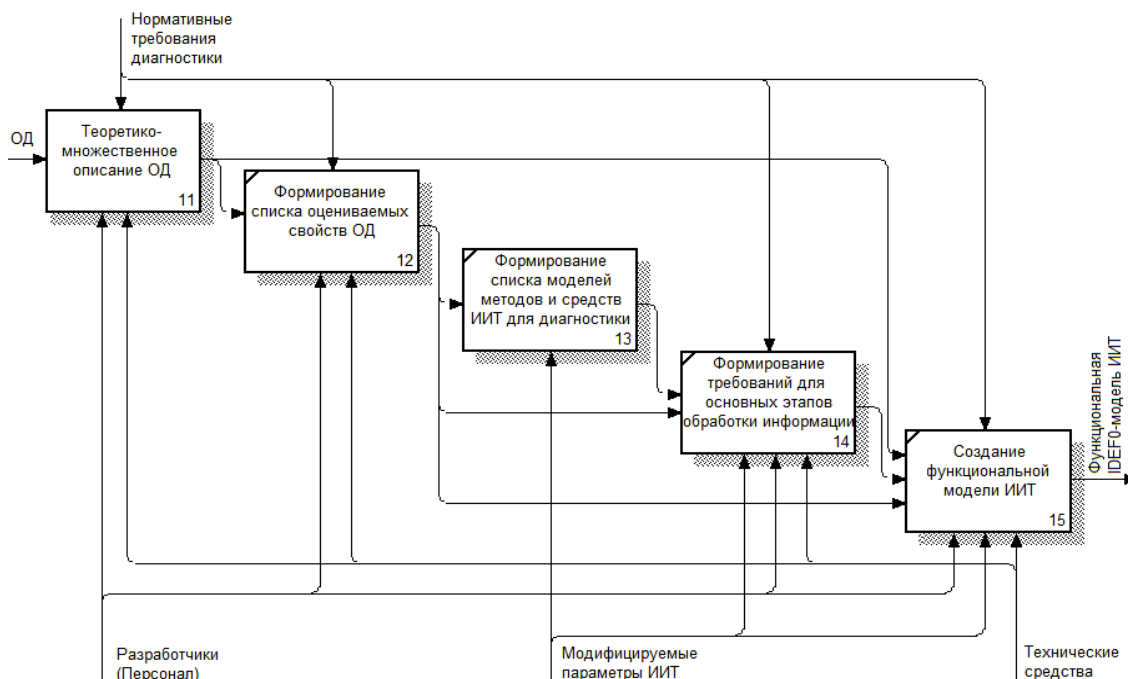 Нормативные
требования
диагностики
ОД
Теоретико-
множественное
описание ОД
11
Формирование
списка оцениваемых
свойств ОД
12
Формирование
списка моделей
методов и средств
ИИТ для диагностики
13
Формирование
требований для
основных этапов
обработки информации
14
Создание
функциональной
модели ИИТ
15
Функциональная
IDEF0-модель ИИТ
Разработчики
(Персонал)
Модифицируемые
параметры ИИТ
Технические
средства